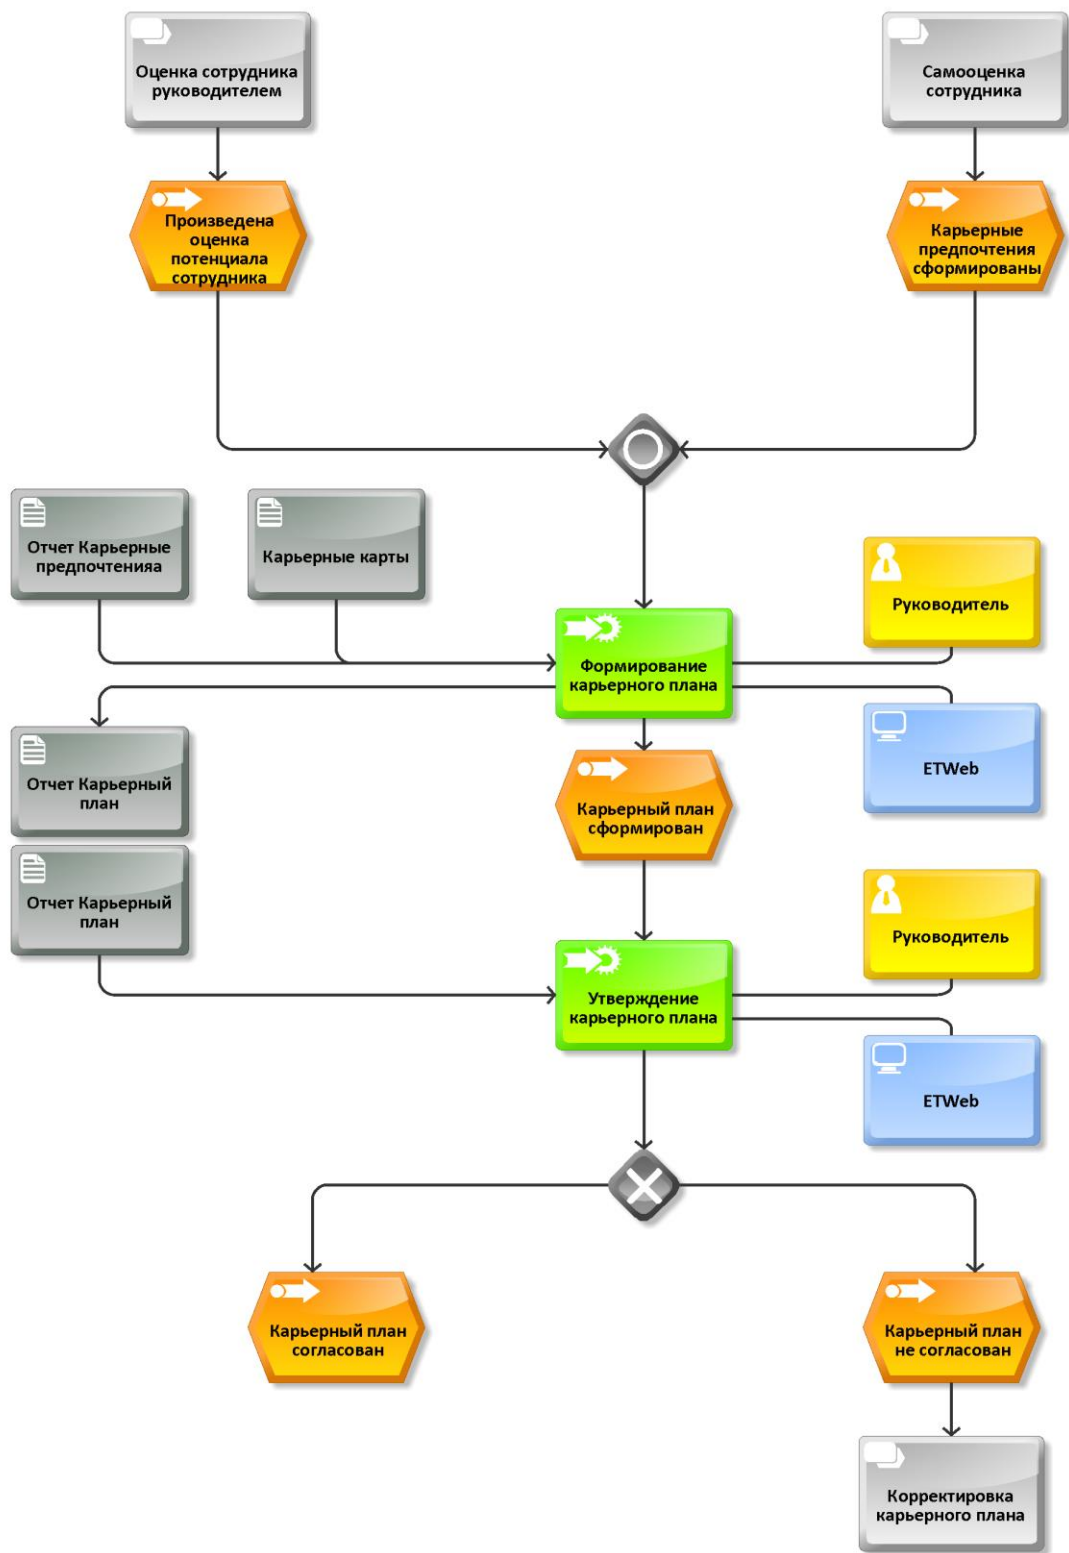 Оценка сотрудника
руководителем
Самооценка
сотрудника
Произведена
оценка
потенциала
сотрудника
Карьерные
предпочтения
сформированы
Отчет Карьерные
предпочтенияа
Карьерные карты
Руководитель
Формирование
карьерного плана
Отчет Карьерный
план
ETWeb
Карьерный план
сформирован
Отчет Карьерный
план
Руководитель
Утверждение
карьерного плана
ETWeb
Карьерный план
согласован
Карьерный план
не согласован
Корректировка
карьерного плана